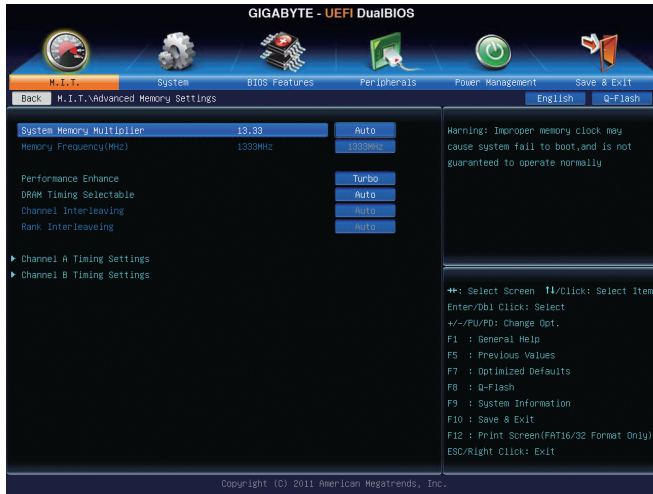 GIGABYTE - UEFI DualBIOS
M.I.T. System BIOS Features Peripherals Power Management Save & Exit
Back M.I.T.\Advanced Memory Settings English Q-Flash
System Memory Multiplier 13.33 Auto
Memory Frequency(MHz) 1333MHz 1333MHz
Performance Enhance Turbo
DRAM Timing Selectable Auto
Channel Interleaving Auto
Rank Interleaveing Auto
Channel A Timing Settings
Channel B Timing Settings
Warning: Improper memory clock may
cause system fail to boot,and is not
guaranteed to operate normally
→←: Select Screen ↑↓/Click: Select Item
Enter/Dbl Click: Select
+/-/PU/PD: Change Opt.
F1 : General Help
F5 : Previous Values
F7 : Optimized Defaults
F8 : Q-Flash
F9 : System Information
F10 : Save & Exit
F12 : Print Screen(FAT16/32 Format Only)
ESC/Right Click: Exit
Copyright (C) 2011 American Megatrends, Inc.